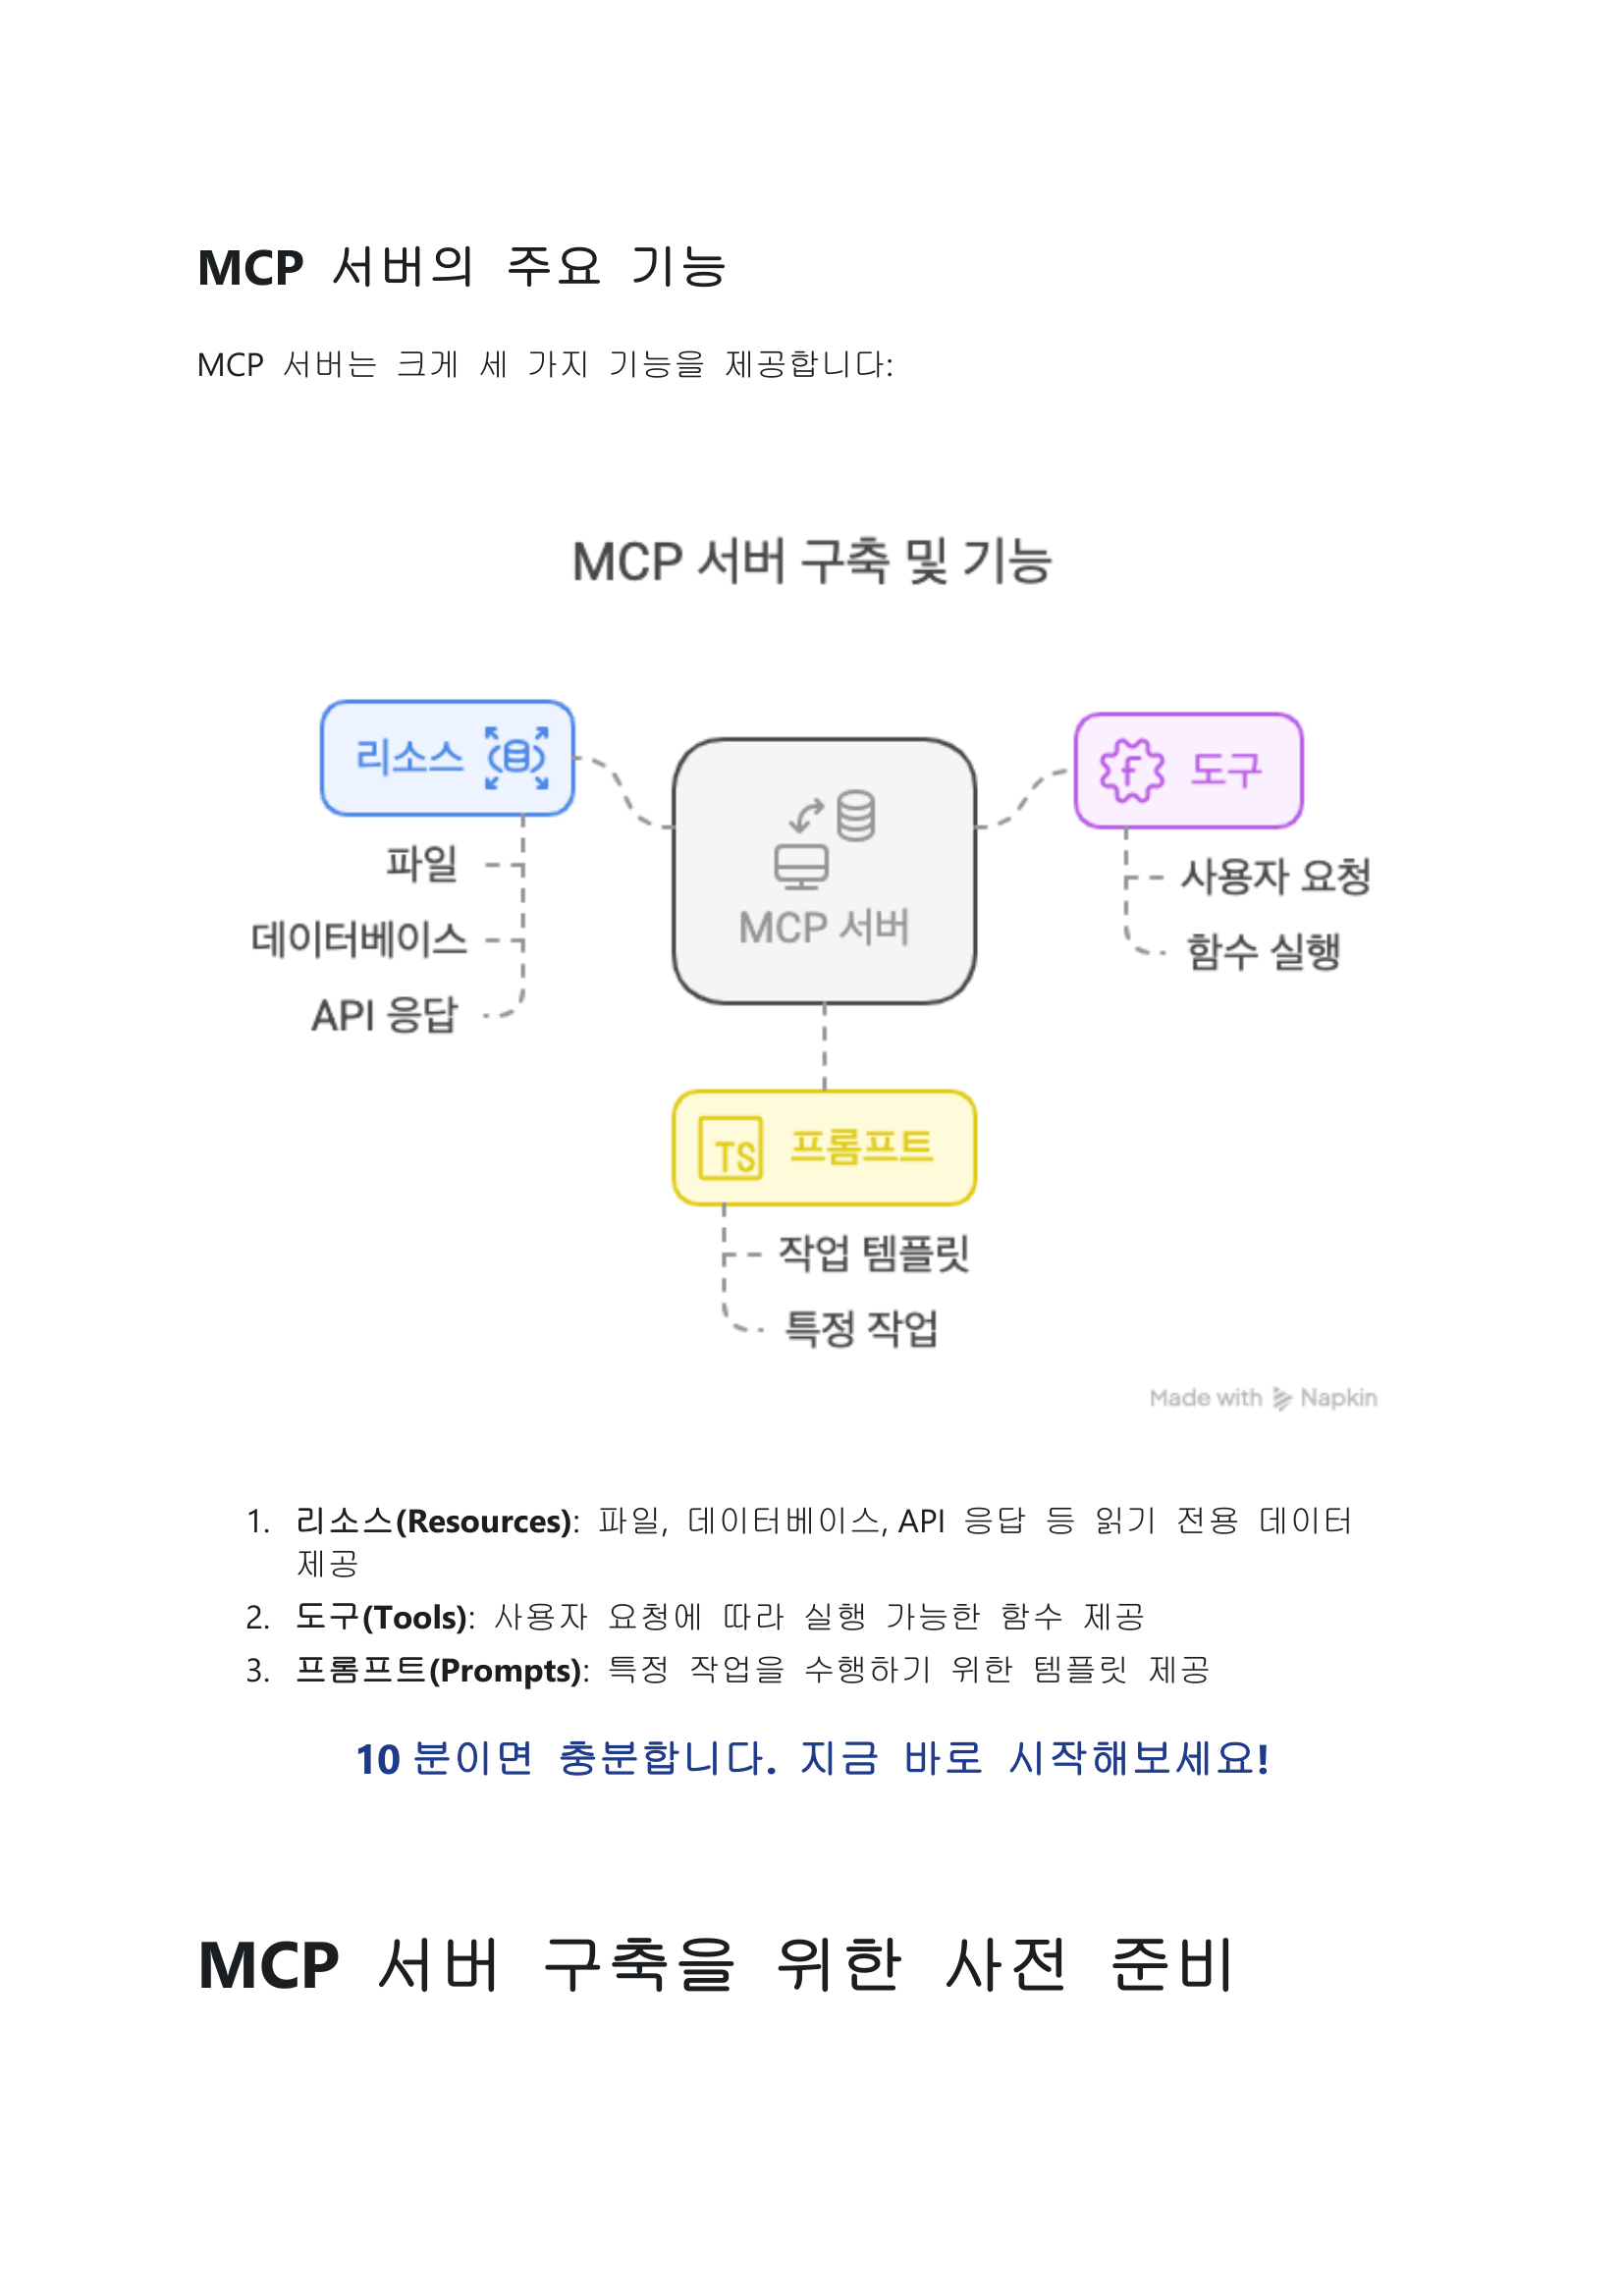 MCP 서버의 주요 기능
MCP 서버는 크게 세 가지 기능을 제공합니다:
MCP 서버 구축 및 기능
리소스
파일
데이터베이스
API 응답
MCP 서버
도구
사용자 요청
함수 실행
TS 프롬프트
작업 템플릿
특정 작업
Made with Napkin
1. 리소스(Resources): 파일, 데이터베이스, API 응답 등 읽기 전용 데이터
제공
2. 도구(Tools): 사용자 요청에 따라 실행 가능한 함수 제공
3. 프롬프트(Prompts): 특정 작업을 수행하기 위한 템플릿 제공
10 분이면 충분합니다. 지금 바로 시작해보세요!
MCP 서버 구축을 위한 사전 준비